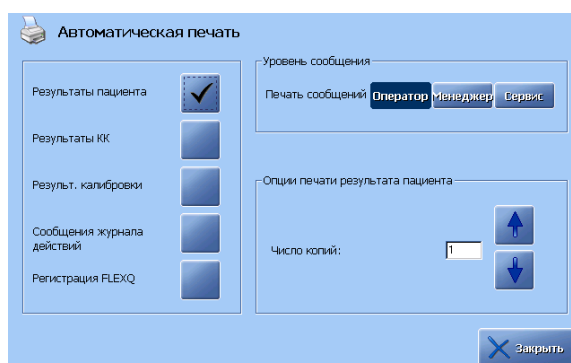 Автоматическая печать
Результаты пациента
Результаты КК
Результ. калибровки
Сообщения журнала
действий
Регистрация FLEXQ
Уровень сообщения
Печать сообщений Оператор Менеджер Сервис
Опции печати результата пациента
Число копий: 1
Закрыть